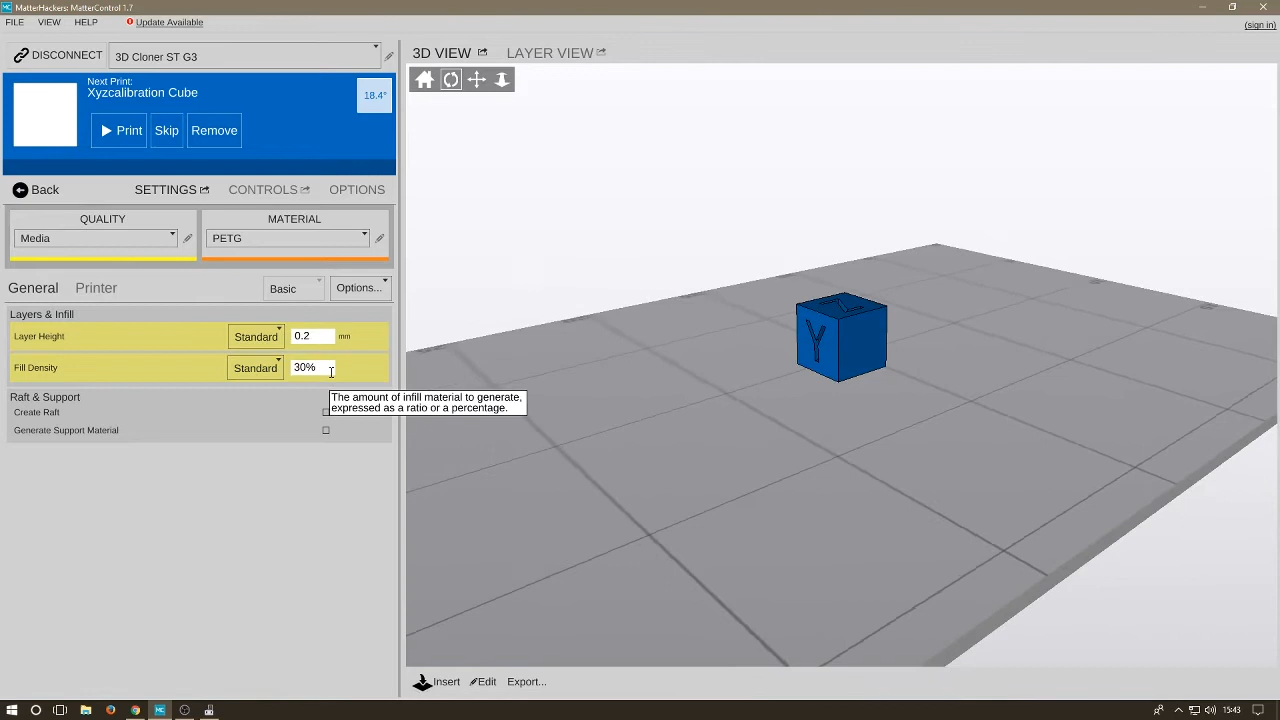 MatterHackers: MatterControl 1.7
FILE VIEW HELP Update Available
(sign in)
DISCONNECT 3D Cloner ST G3
Next Print:
Xyzcalibration Cube
18.4°
Print Skip Remove
Back SETTINGS CONTROLS OPTIONS
QUALITY MATERIAL
Media PETG
General Printer Basic Options...
Layers & Infill
Layer Height Standard 0.2 mm
Fill Density Standard 30%
The amount of infill material to generate,
expressed as a ratio or a percentage.
Raft & Support
Create Raft
Generate Support Material
3D VIEW LAYER VIEW
Z
Y
Insert Edit Export...
MC
15:43